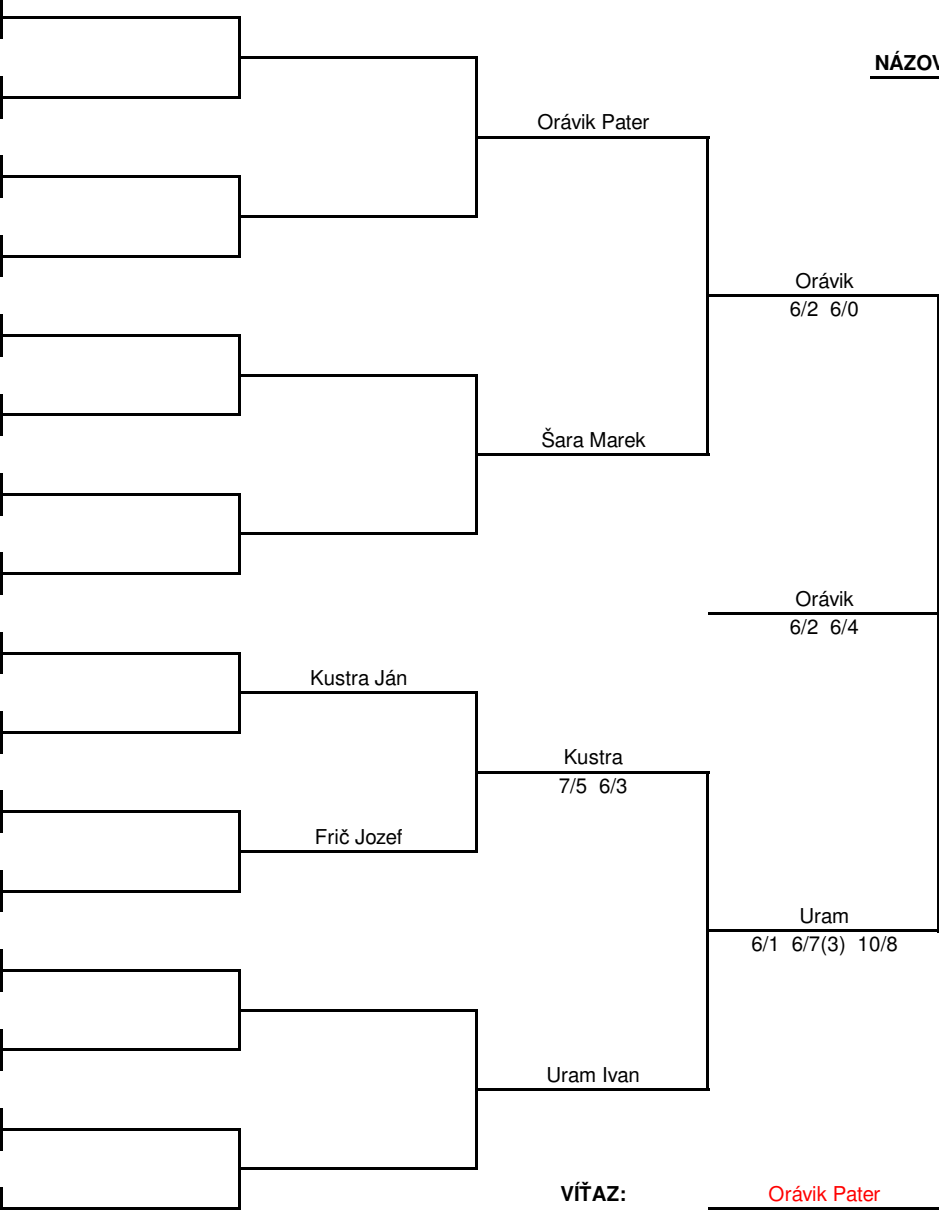 NÁZOV
Orávik Pater
Orávik
6/2 6/0
Šara Marek
Orávik
6/2 6/4
Kustra Ján
Kustra
7/5 6/3
Frič Jozef
Uram
6/1 6/7(3) 10/8
Uram Ivan
VÍŤAZ: Orávik Pater